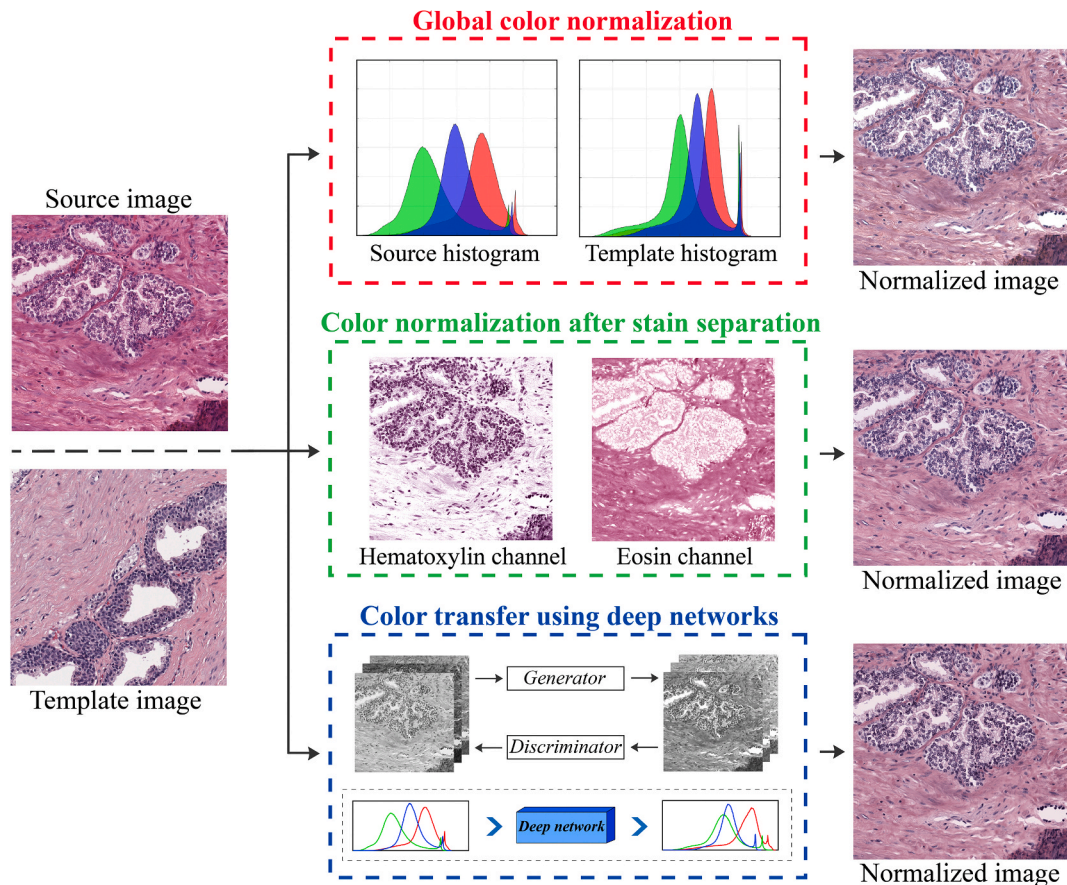 Source image
Template image
Global color normalization
Source histogram
Template histogram
Normalized image
Color normalization after stain separation
Hematoxylin channel
Eosin channel
Normalized image
Color transfer using deep networks
Generator
Discriminator
Deep network
Normalized image